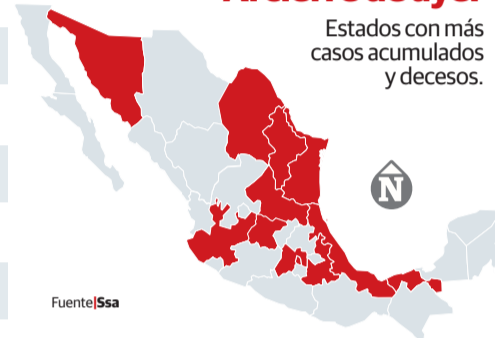 Estados con más
casos acumulados
y decesos.
N
Fuente|Ssa